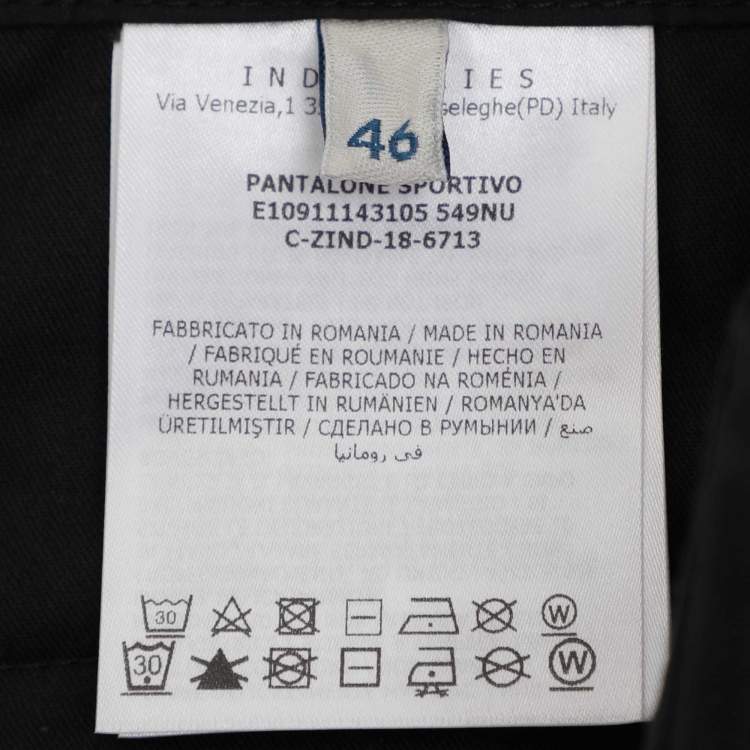 IND IES
Via Venezia,1 3 seleghe(PD) Italy
46
PANTALONE SPORTIVO
E10911143105 549NU
C-ZIND-18-6713
FABBRICATO IN ROMANIA / MADE IN ROMANIA
/ FABRIQUÉ EN ROUMANIE / HECHO EN
RUMANIA / FABRICADO NA ROMÉNIA /
HERGESTELLT IN RUMÄNIEN / ROMANYA'DA
ÜRETILMIŞTIR / СДЕЛАНО В РУМЫНИИ / صنع
في رومانيا
30 W
30 W